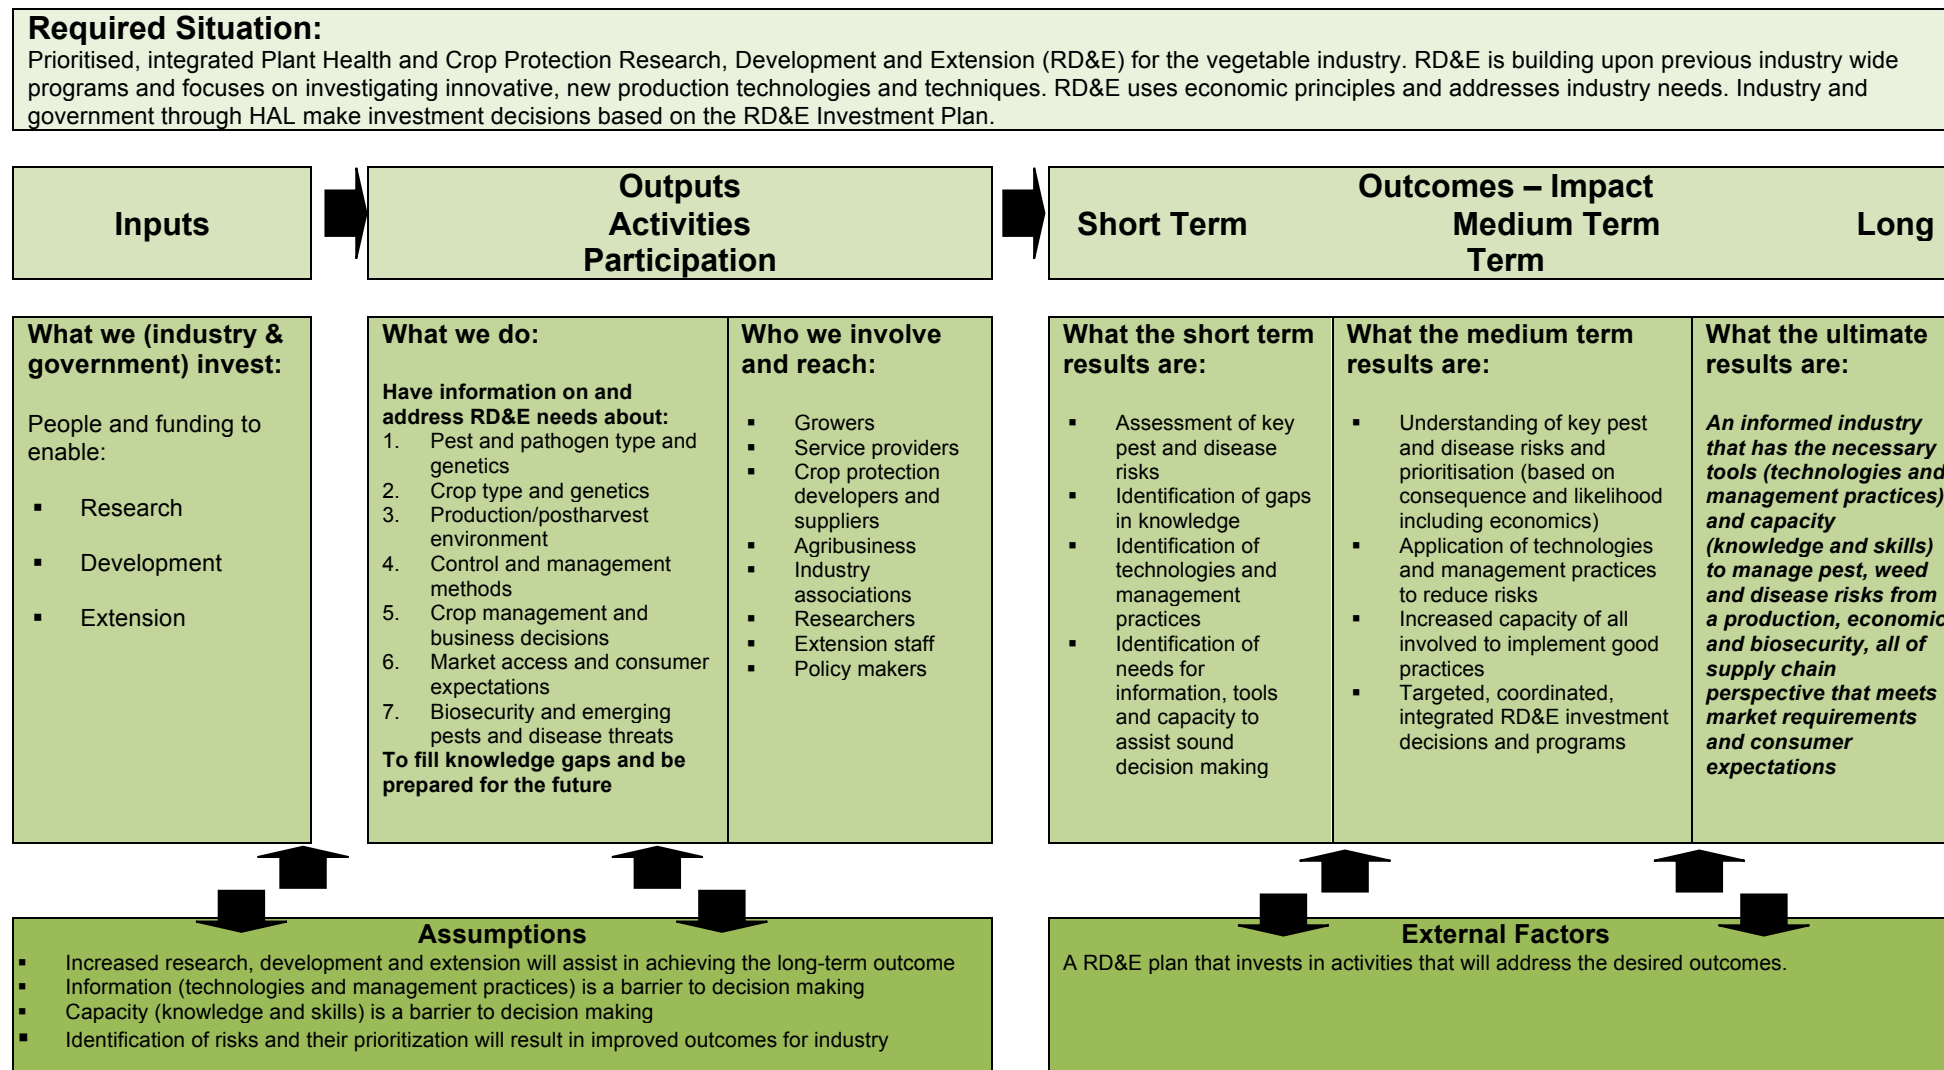 Required Situation:
Prioritised, integrated Plant Health and Crop Protection Research, Development and Extension (RD&E) for the vegetable industry. RD&E is building upon previous industry wide
programs and focuses on investigating innovative, new production technologies and techniques. RD&E uses economic principles and addresses industry needs. Industry and
government through HAL make investment decisions based on the RD&E Investment Plan.
Inputs
Outputs
Activities
Participation
Outcomes – Impact
Short Term Medium Term Long
Term
What we (industry &
government) invest:
People and funding to
enable:
▪ Research
▪ Development
▪ Extension
What we do:
Have information on and
address RD&E needs about:
1. Pest and pathogen type and
genetics
2. Crop type and genetics
3. Production/postharvest
environment
4. Control and management
methods
5. Crop management and
business decisions
6. Market access and consumer
expectations
7. Biosecurity and emerging
pests and disease threats
To fill knowledge gaps and be
prepared for the future
Who we involve
and reach:
▪ Growers
▪ Service providers
▪ Crop protection
developers and
suppliers
▪ Agribusiness
▪ Industry
associations
▪ Researchers
▪ Extension staff
▪ Policy makers
What the short term
results are:
▪ Assessment of key
pest and disease
risks
▪ Identification of gaps
in knowledge
▪ Identification of
technologies and
management
practices
▪ Identification of
needs for
information, tools
and capacity to
assist sound
decision making
What the medium term
results are:
▪ Understanding of key pest
and disease risks and
prioritisation (based on
consequence and likelihood
including economics)
▪ Application of technologies
and management practices
to reduce risks
▪ Increased capacity of all
involved to implement good
practices
▪ Targeted, coordinated,
integrated RD&E investment
decisions and programs
What the ultimate
results are:
An informed industry
that has the necessary
tools (technologies and
management practices)
and capacity
(knowledge and skills)
to manage pest, weed
and disease risks from
a production, economic
and biosecurity, all of
supply chain
perspective that meets
market requirements
and consumer
expectations
Assumptions
▪ Increased research, development and extension will assist in achieving the long-term outcome
▪ Information (technologies and management practices) is a barrier to decision making
▪ Capacity (knowledge and skills) is a barrier to decision making
▪ Identification of risks and their prioritization will result in improved outcomes for industry
External Factors
A RD&E plan that invests in activities that will address the desired outcomes.